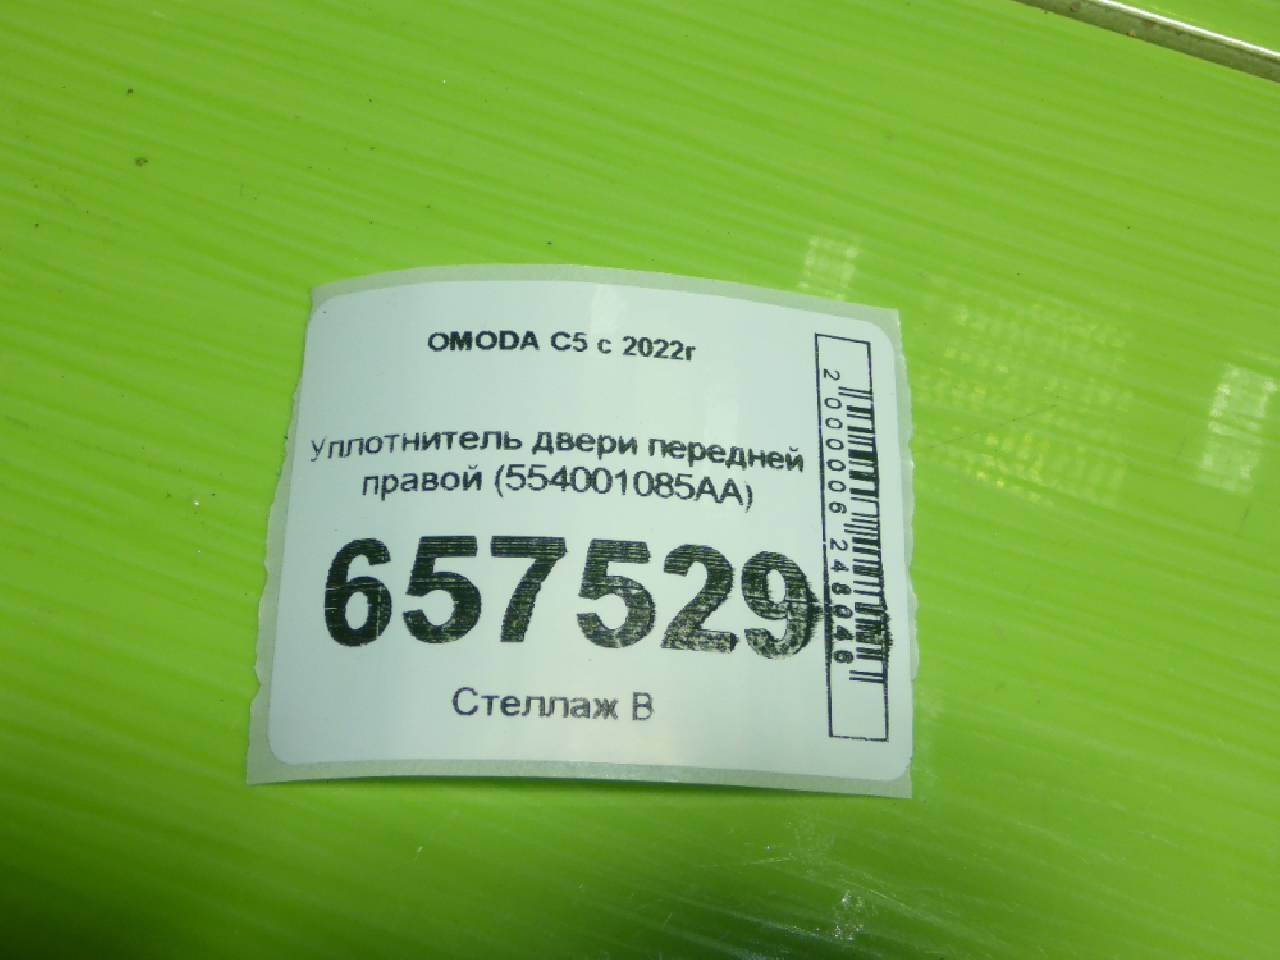 OMODA C5 с 2022г
Уплотнитель двери передней
правой (554001085AA)
657529
Стеллаж В
2000006248046